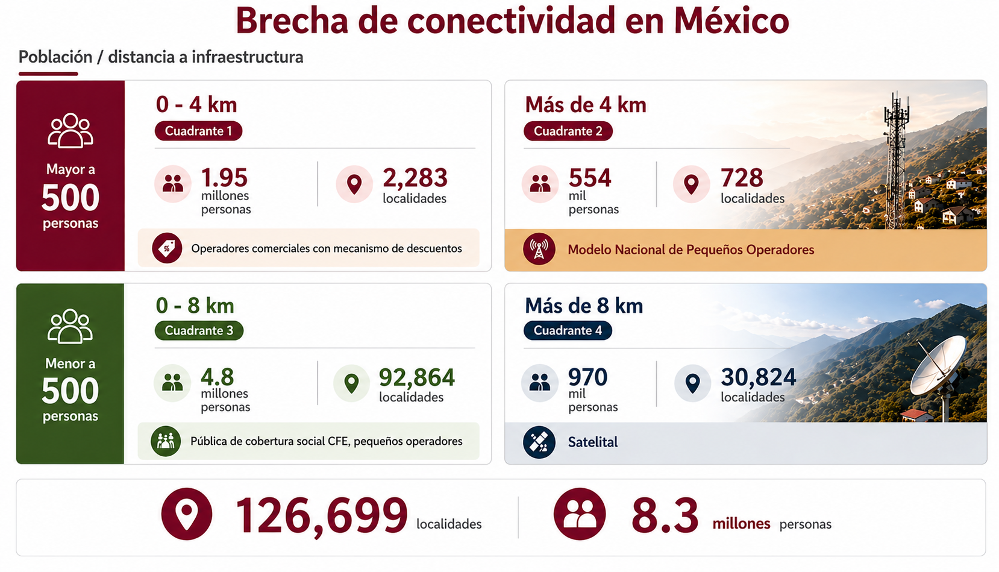 Brecha de conectividad en México
Población / distancia a infraestructura
Mayor a
500
personas
0 - 4 km
Cuadrante 1
1.95
millones
personas
2,283
localidades
%
Operadores comerciales con mecanismo de descuentos
Más de 4 km
Cuadrante 2
554
mil
personas
728
localidades
Modelo Nacional de Pequeños Operadores
Menor a
500
personas
0 - 8 km
Cuadrante 3
4.8
millones
personas
92,864
localidades
Pública de cobertura social CFE, pequeños operadores
Más de 8 km
Cuadrante 4
970
mil
personas
30,824
localidades
Satelital
126,699 localidades
8.3 millones personas